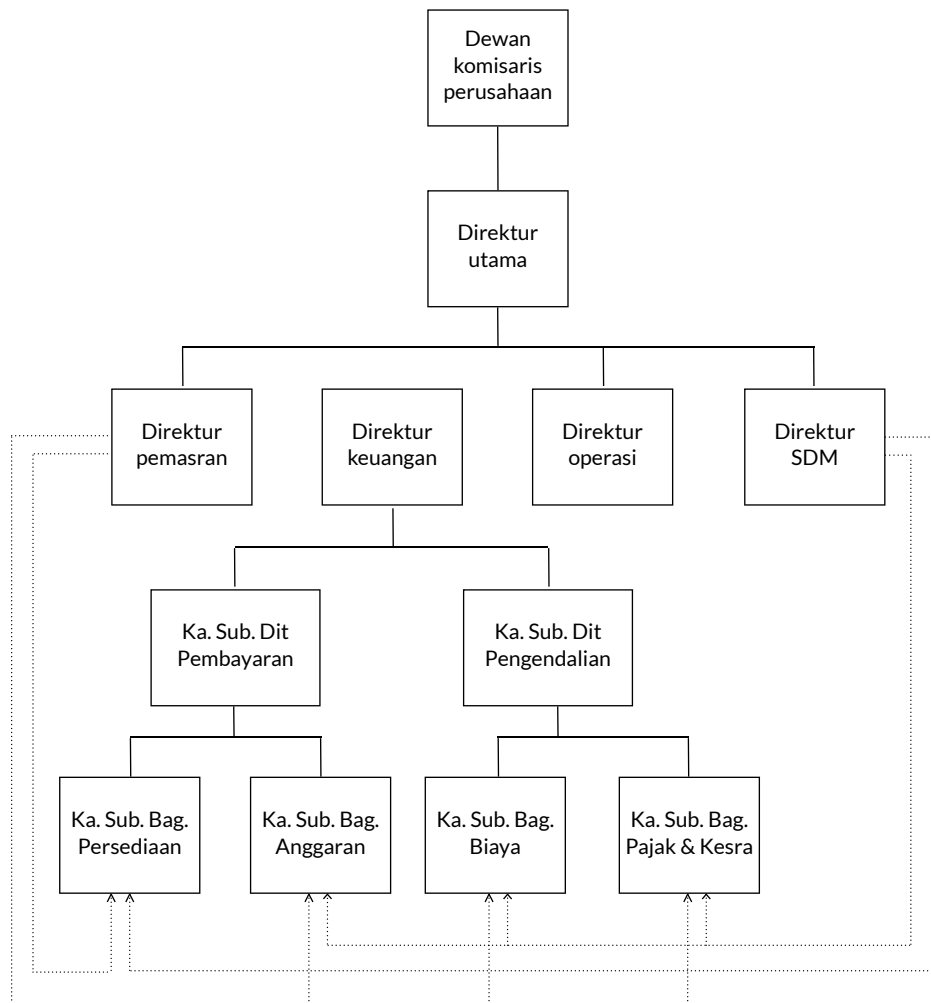 Dewan
komisaris
perusahaan
Direktur
utama
Direktur
pemasran
Direktur
keuangan
Direktur
operasi
Direktur
SDM
Ka. Sub. Dit
Pembayaran
Ka. Sub. Dit
Pengendalian
Ka. Sub. Bag.
Persediaan
Ka. Sub. Bag.
Anggaran
Ka. Sub. Bag.
Biaya
Ka. Sub. Bag.
Pajak & Kesra